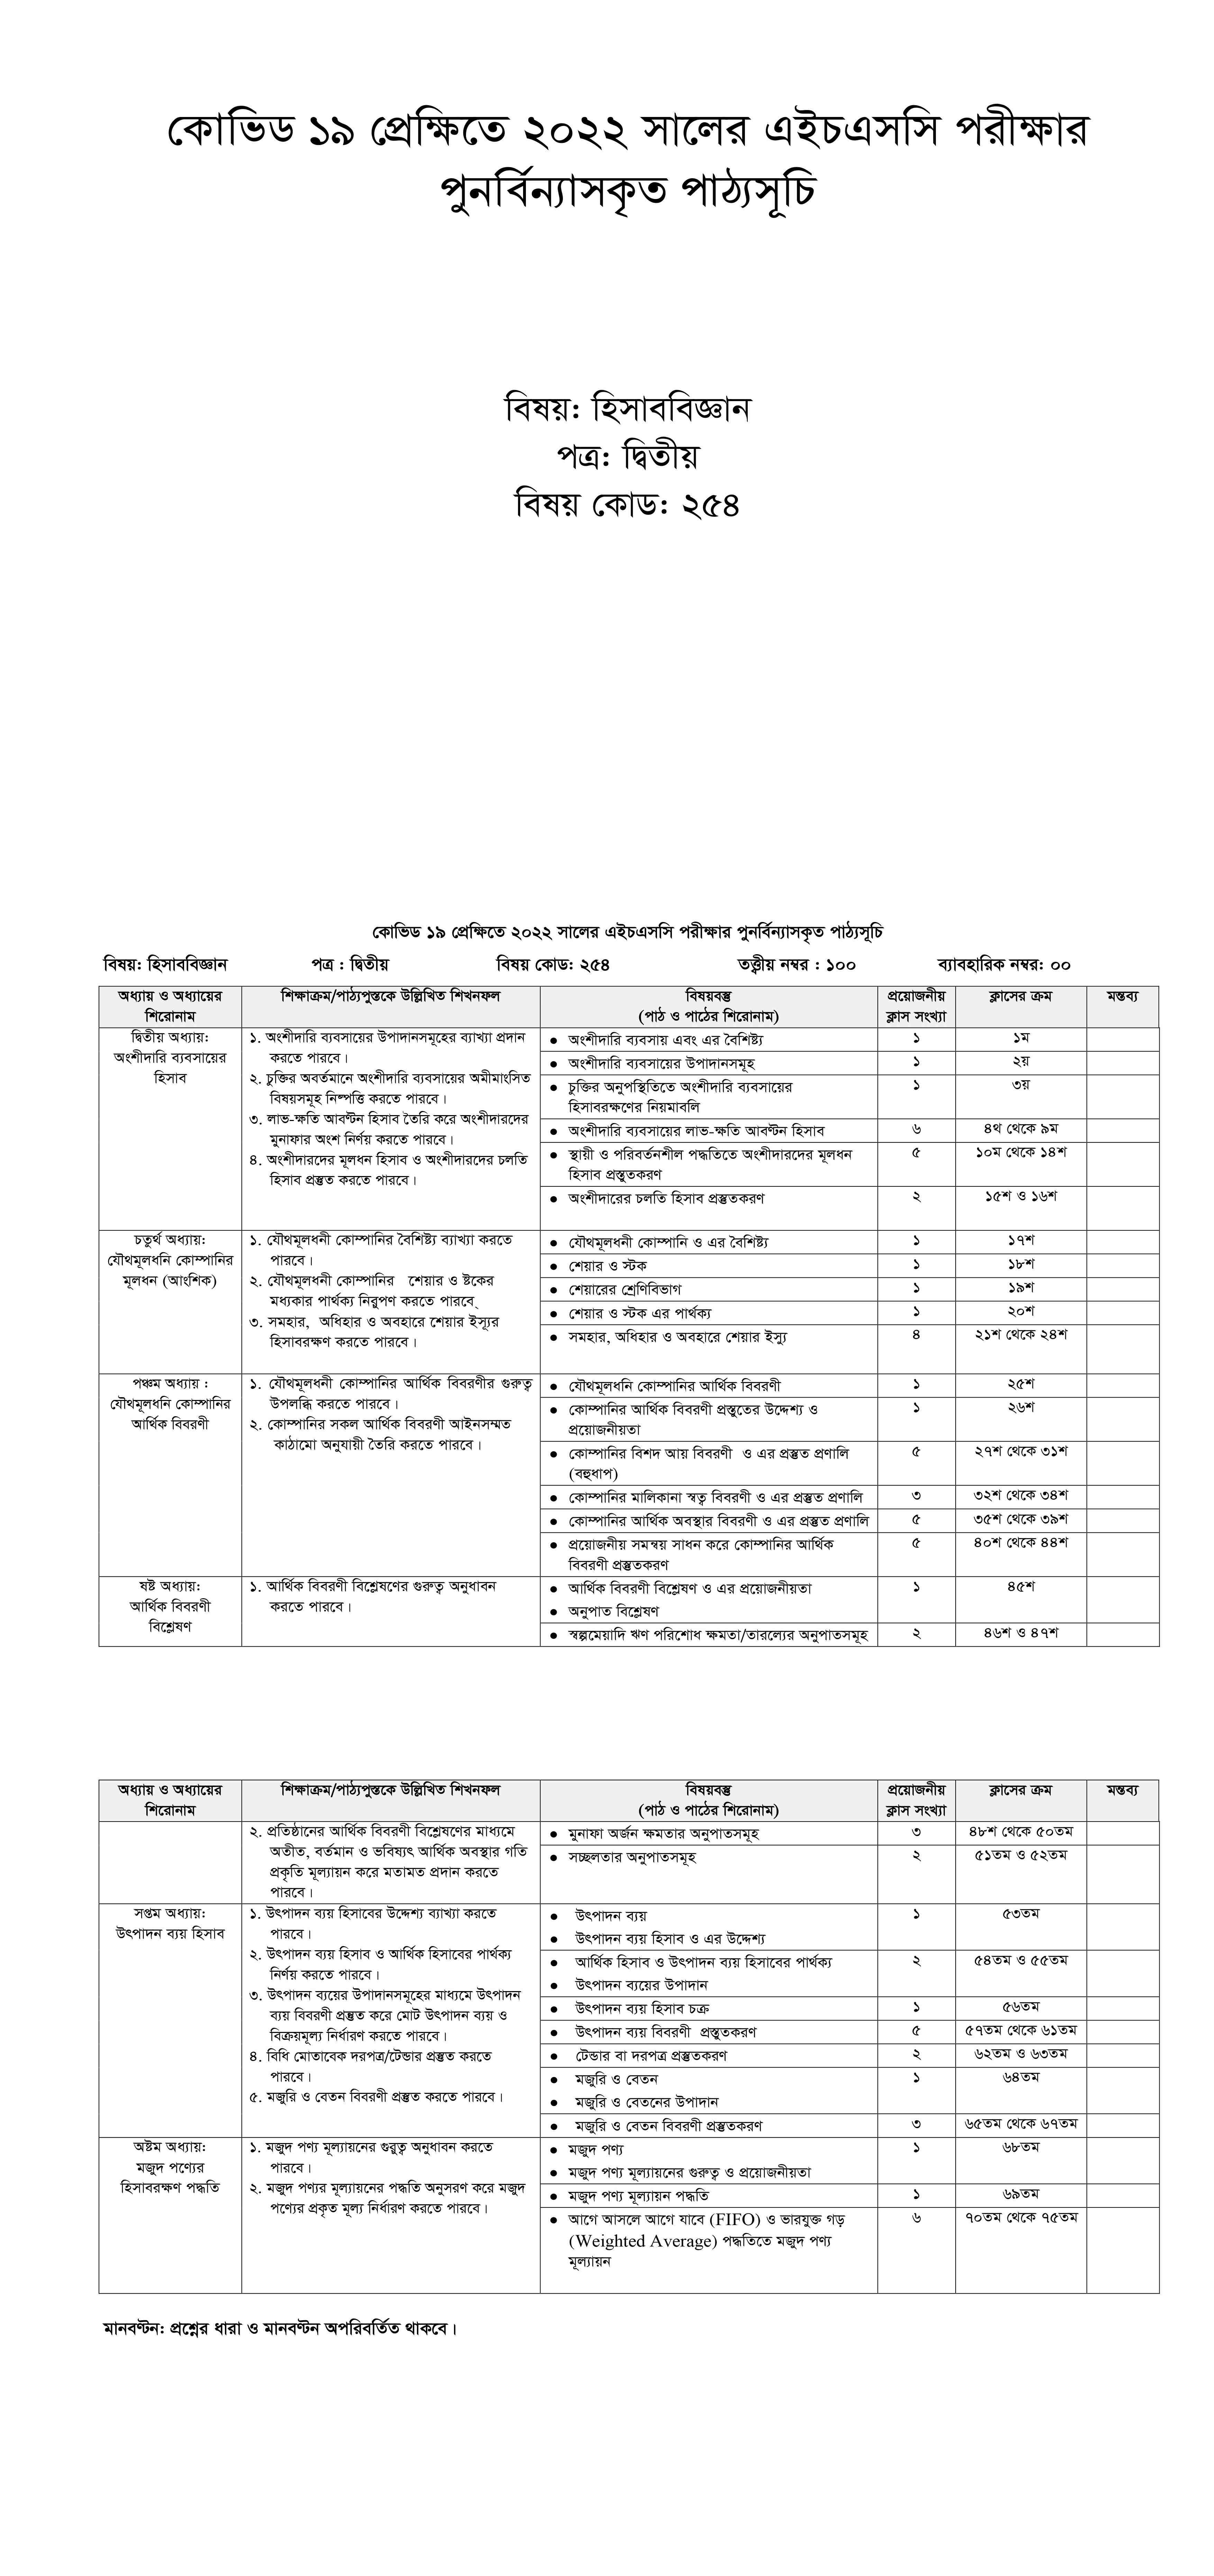 কোভিড ১৯ প্রেক্ষিতে ২০২২ সালের এইচএসসি পরীক্ষার
পুনর্বিন্যাসকৃত পাঠ্যসূচি
বিষয়: হিসাববিজ্ঞান
পত্র: দ্বিতীয়
বিষয় কোড: ২৫৪
কোভিড ১৯ প্রেক্ষিতে ২০২২ সালের এইচএসসি পরীক্ষার পুনর্বিন্যাসকৃত পাঠ্যসূচি
বিষয়: হিসাববিজ্ঞান পত্র : দ্বিতীয় বিষয় কোড: ২৫৪ তত্ত্বীয় নম্বর : ১০০ ব্যাবহারিক নম্বর: ০০
অধ্যায় ও অধ্যায়ের
শিরোনাম
শিক্ষাক্রম/পাঠ্যপুস্তকে উল্লিখিত শিখনফল
বিষয়বস্তু
(পাঠ ও পাঠের শিরোনাম)
প্রয়োজনীয়
ক্লাস সংখ্যা
ক্লাসের ক্রম
মন্তব্য
দ্বিতীয় অধ্যায়:
অংশীদারি ব্যবসায়ের
হিসাব
১. অংশীদারি ব্যবসায়ের উপাদানসমূহের ব্যাখ্যা প্রদান
করতে পারবে।
২. চুক্তির অবর্তমানে অংশীদারি ব্যবসায়ের অমীমাংসিত
বিষয়সমূহ নিষ্পত্তি করতে পারবে।
৩. লাভ-ক্ষতি আবণ্টন হিসাব তৈরি করে অংশীদারদের
মুনাফার অংশ নির্ণয় করতে পারবে।
৪. অংশীদারদের মূলধন হিসাব ও অংশীদারদের চলতি
হিসাব প্রস্তুত করতে পারবে।
● অংশীদারি ব্যবসায় এবং এর বৈশিষ্ট্য ১ ১ম
● অংশীদারি ব্যবসায়ের উপাদানসমূহ ১ ২য়
● চুক্তির অনুপস্থিতিতে অংশীদারি ব্যবসায়ের ১ ৩য়
হিসাবরক্ষণের নিয়মাবলি
● অংশীদারি ব্যবসায়ের লাভ-ক্ষতি আবণ্টন হিসাব ৬ ৪থ থেকে ৯ম
● স্থায়ী ও পরিবর্তনশীল পদ্ধতিতে অংশীদারদের মূলধন ৫ ১০ম থেকে ১৪শ
হিসাব প্রস্তুতকরণ
● অংশীদারের চলতি হিসাব প্রস্তুতকরণ ২ ১৫শ ও ১৬শ
চতুর্থ অধ্যায়:
যৌথমূলধনি কোম্পানির
মূলধন (আংশিক)
১. যৌথমূলধনী কোম্পানির বৈশিষ্ট্য ব্যাখ্যা করতে
পারবে।
২. যৌথমূলধনী কোম্পানির শেয়ার ও ষ্টকের
মধ্যকার পার্থক্য নিরুপণ করতে পারবে্
৩. সমহার, অধিহার ও অবহারে শেয়ার ইস্যূর
হিসাবরক্ষণ করতে পারবে।
● যৌথমূলধনী কোম্পানি ও এর বৈশিষ্ট্য ১ ১৭শ
● শেয়ার ও স্টক ১ ১৮শ
● শেয়ারের শ্রেণিবিভাগ ১ ১৯শ
● শেয়ার ও স্টক এর পার্থক্য ১ ২০শ
● সমহার, অধিহার ও অবহারে শেয়ার ইস্যু ৪ ২১শ থেকে ২৪শ
পঞ্চম অধ্যায় :
যৌথমূলধনি কোম্পানির
আর্থিক বিবরণী
১. যৌথমূলধনী কোম্পানির আর্থিক বিবরণীর গুরুত্ব
উপলব্ধি করতে পারবে।
২. কোম্পানির সকল আর্থিক বিবরণী আইনসম্মত
কাঠামো অনুযায়ী তৈরি করতে পারবে।
● যৌথমূলধনি কোম্পানির আর্থিক বিবরণী ১ ২৫শ
● কোম্পানির আর্থিক বিবরণী প্রস্তুতের উদ্দেশ্য ও ১ ২৬শ
প্রয়োজনীয়তা
● কোম্পানির বিশদ আয় বিবরণী ও এর প্রস্তুত প্রণালি ৫ ২৭শ থেকে ৩১শ
(বহুধাপ)
● কোম্পানির মালিকানা স্বত্ব বিবরণী ও এর প্রস্তুত প্রণালি ৩ ৩২শ থেকে ৩৪শ
● কোম্পানির আর্থিক অবস্থার বিবরণী ও এর প্রস্তুত প্রণালি ৫ ৩৫শ থেকে ৩৯শ
● প্রয়োজনীয় সমন্বয় সাধন করে কোম্পানির আর্থিক ৫ ৪০শ থেকে ৪৪শ
বিবরণী প্রস্তুতকরণ
ষষ্ট অধ্যায়:
আর্থিক বিবরণী
বিশ্লেষণ
১. আর্থিক বিবরণী বিশ্লেষণের গুরুত্ব অনুধাবন
করতে পারবে।
● আর্থিক বিবরণী বিশ্লেষণ ও এর প্রয়োজনীয়তা ১ ৪৫শ
● অনুপাত বিশ্লেষণ
● স্বল্পমেয়াদি ঋণ পরিশোধ ক্ষমতা/তারল্যের অনুপাতসমূহ ২ ৪৬শ ও ৪৭শ
অধ্যায় ও অধ্যায়ের
শিরোনাম
শিক্ষাক্রম/পাঠ্যপুস্তকে উল্লিখিত শিখনফল
বিষয়বস্তু
(পাঠ ও পাঠের শিরোনাম)
প্রয়োজনীয়
ক্লাস সংখ্যা
ক্লাসের ক্রম
মন্তব্য
২. প্রতিষ্ঠানের আর্থিক বিবরণী বিশ্লেষণের মাধ্যমে
অতীত, বর্তমান ও ভবিষ্যৎ আর্থিক অবস্থার গতি
প্রকৃতি মূল্যায়ন করে মতামত প্রদান করতে
পারবে।
● মুনাফা অর্জন ক্ষমতার অনুপাতসমূহ ৩ ৪৮শ থেকে ৫০তম
● সচ্ছলতার অনুপাতসমূহ ২ ৫১তম ও ৫২তম
সপ্তম অধ্যায়:
উৎপাদন ব্যয় হিসাব
১. উৎপাদন ব্যয় হিসাবের উদ্দেশ্য ব্যাখ্যা করতে
পারবে।
২. উৎপাদন ব্যয় হিসাব ও আর্থিক হিসাবের পার্থক্য
নির্ণয় করতে পারবে।
৩. উৎপাদন ব্যয়ের উপাদানসমূহের মাধ্যমে উৎপাদন
ব্যয় বিবরণী প্রস্তুত করে মোট উৎপাদন ব্যয় ও
বিক্রয়মূল্য নির্ধারণ করতে পারবে।
৪. বিধি মোতাবেক দরপত্র/টেন্ডার প্রস্তুত করতে
পারবে।
৫. মজুরি ও বেতন বিবরণী প্রস্তুত করতে পারবে।
● উৎপাদন ব্যয় ১ ৫৩তম
● উৎপাদন ব্যয় হিসাব ও এর উদ্দেশ্য
● আর্থিক হিসাব ও উৎপাদন ব্যয় হিসাবের পার্থক্য ২ ৫৪তম ও ৫৫তম
● উৎপাদন ব্যয়ের উপাদান
● উৎপাদন ব্যয় হিসাব চক্র ১ ৫৬তম
● উৎপাদন ব্যয় বিবরণী প্রস্তুতকরণ ৫ ৫৭তম থেকে ৬১তম
● টেন্ডার বা দরপত্র প্রস্তুতকরণ ২ ৬২তম ও ৬৩তম
● মজুরি ও বেতন ১ ৬৪তম
● মজুরি ও বেতনের উপাদান
● মজুরি ও বেতন বিবরণী প্রস্তুতকরণ ৩ ৬৫তম থেকে ৬৭তম
অষ্টম অধ্যায়:
মজুদ পণ্যের
হিসাবরক্ষণ পদ্ধতি
১. মজুদ পণ্য মূল্যায়নের গুরুত্ব অনুধাবন করতে
পারবে।
২. মজুদ পণ্যর মূল্যায়নের পদ্ধতি অনুসরণ করে মজুদ
পণ্যের প্রকৃত মূল্য নির্ধারণ করতে পারবে।
● মজুদ পণ্য ১ ৬৮তম
● মজুদ পণ্য মূল্যায়নের গুরুত্ব ও প্রয়োজনীয়তা
● মজুদ পণ্য মূল্যায়ন পদ্ধতি ১ ৬৯তম
● আগে আসলে আগে যাবে (FIFO) ও ভারযুক্ত গড় ৬ ৭০তম থেকে ৭৫তম
(Weighted Average) পদ্ধতিতে মজুদ পণ্য
মূল্যায়ন
মানবণ্টন: প্রশ্নের ধারা ও মানবণ্টন অপরিবর্তিত থাকবে।